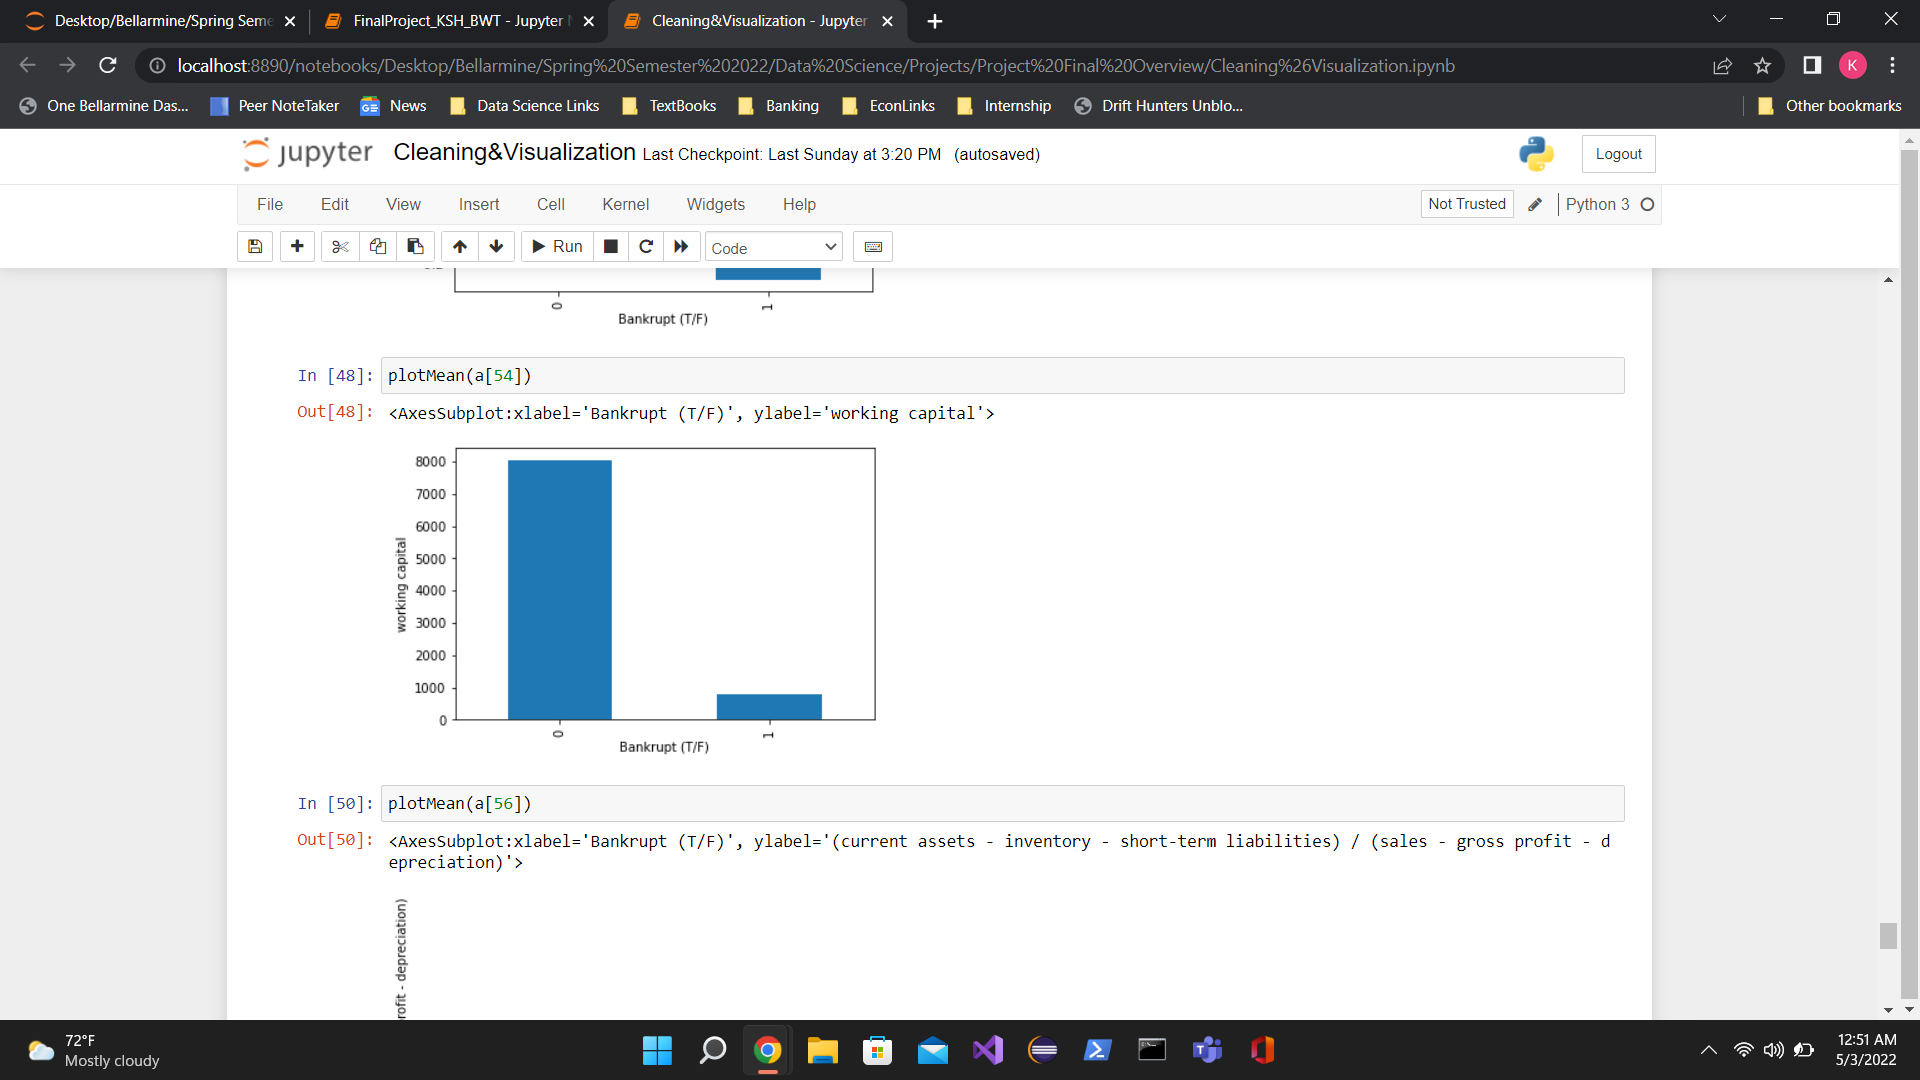 Desktop/Bellarmine/Spring Seme
FinalProject_KSH_BWT - Jupyter
Cleaning&Visualization - Jupyter
localhost:8890/notebooks/Desktop/Bellarmine/Spring%20Semester%202022/Data%20Science/Projects/Project%20Final%20Overview/Cleaning%26Visualization.ipynb
K
One Bellarmine Das...
Peer NoteTaker
News
Data Science Links
TextBooks
Banking
EconLinks
Internship
Drift Hunters Unblo...
Other bookmarks
jupyter Cleaning&Visualization Last Checkpoint: Last Sunday at 3:20 PM (autosaved)
Logout
File Edit View Insert Cell Kernel Widgets Help
Not Trusted
Python 3
Run
Code
0 1
Bankrupt (T/F)
In [48]: plotMean(a[54])
Out[48]: <AxesSubplot:xlabel='Bankrupt (T/F)', ylabel='working capital'>
8000
7000
6000
5000
4000
3000
2000
1000
0
working capital
0 1
Bankrupt (T/F)
In [50]: plotMean(a[56])
Out[50]: <AxesSubplot:xlabel='Bankrupt (T/F)', ylabel='(current assets - inventory - short-term liabilities) / (sales - gross profit - d
epreciation)'>
rofit - depreciation)
72°F
Mostly cloudy
12:51 AM
5/3/2022